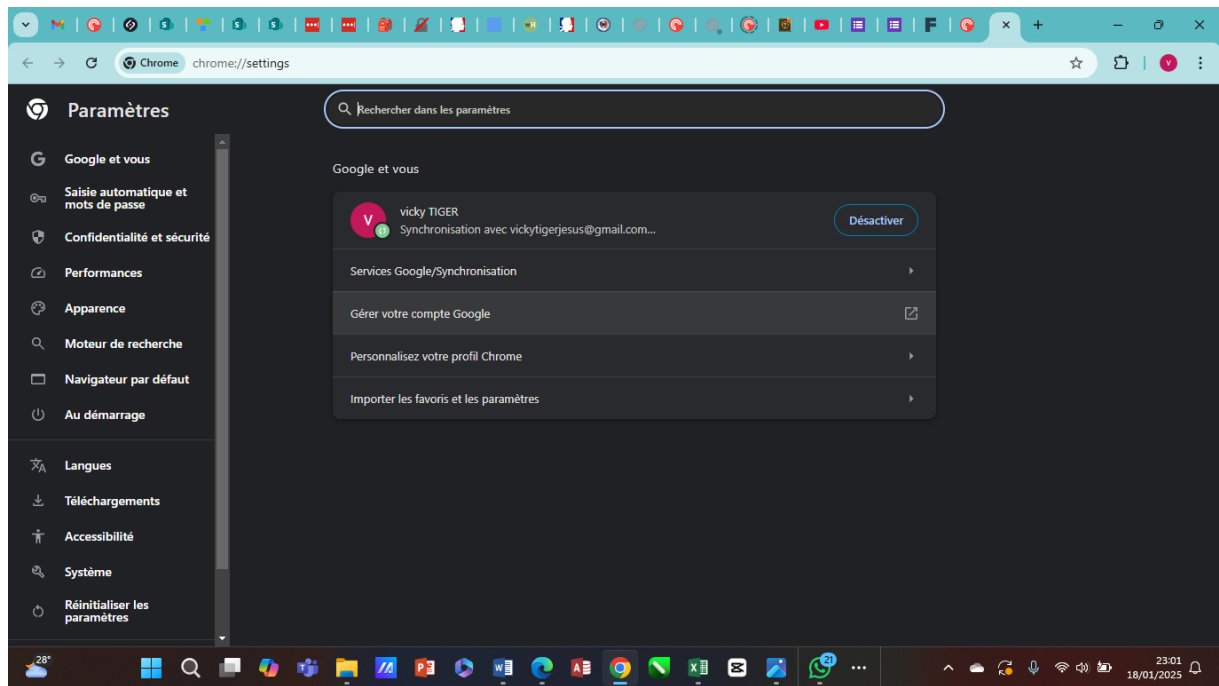 Chrome
chrome://settings
V
Paramètres
Rechercher dans les paramètres
Google et vous
Saisie automatique et
mots de passe
Confidentialité et sécurité
Performances
Apparence
Moteur de recherche
Navigateur par défaut
Au démarrage
Langues
Téléchargements
Accessibilité
Système
Réinitialiser les
paramètres
Google et vous
V
vicky TIGER
Synchronisation avec vickytigerjesus@gmail.com...
Désactiver
Services Google/Synchronisation
Gérer votre compte Google
Personnalisez votre profil Chrome
Importer les favoris et les paramètres
28°
21
23:01
18/01/2025